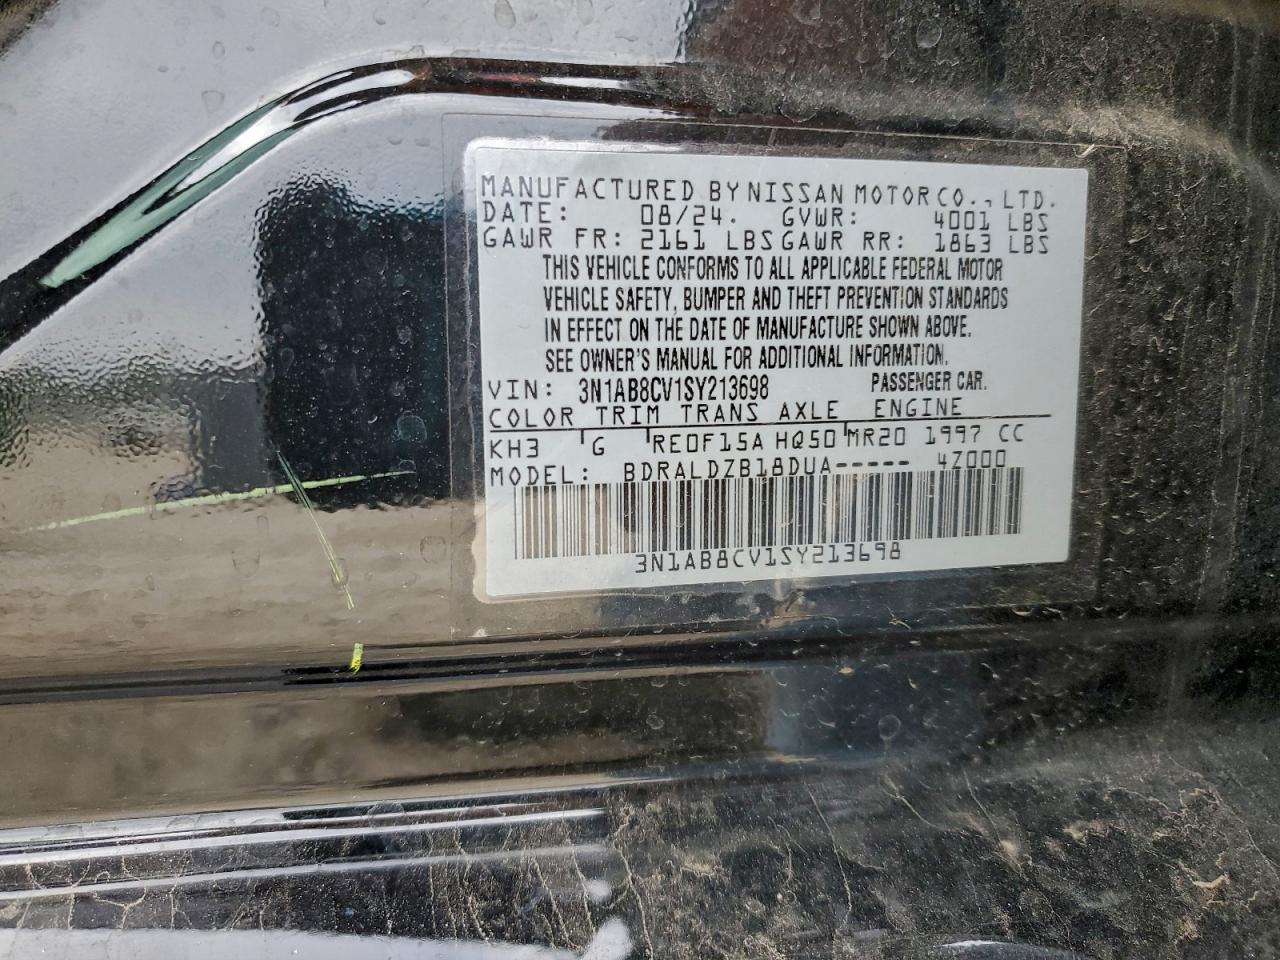 MANUFACTURED BY NISSAN MOTOR CO., LTD.
DATE: 08/24. GVWR: 4001 LBS
GAWR FR: 2161 LBS GAWR RR: 1863 LBS
THIS VEHICLE CONFORMS TO ALL APPLICABLE FEDERAL MOTOR
VEHICLE SAFETY, BUMPER AND THEFT PREVENTION STANDARDS
IN EFFECT ON THE DATE OF MANUFACTURE SHOWN ABOVE.
SEE OWNER'S MANUAL FOR ADDITIONAL INFORMATION.
VIN: 3N1AB8CV1SY213698 PASSENGER CAR.
COLOR TRIM TRANS AXLE ENGINE
KH3 G RE0F15A HQ50 MR20 1997 CC
MODEL: BDRALDZB18DUA----- 4Z000
3N1AB8CV1SY213698